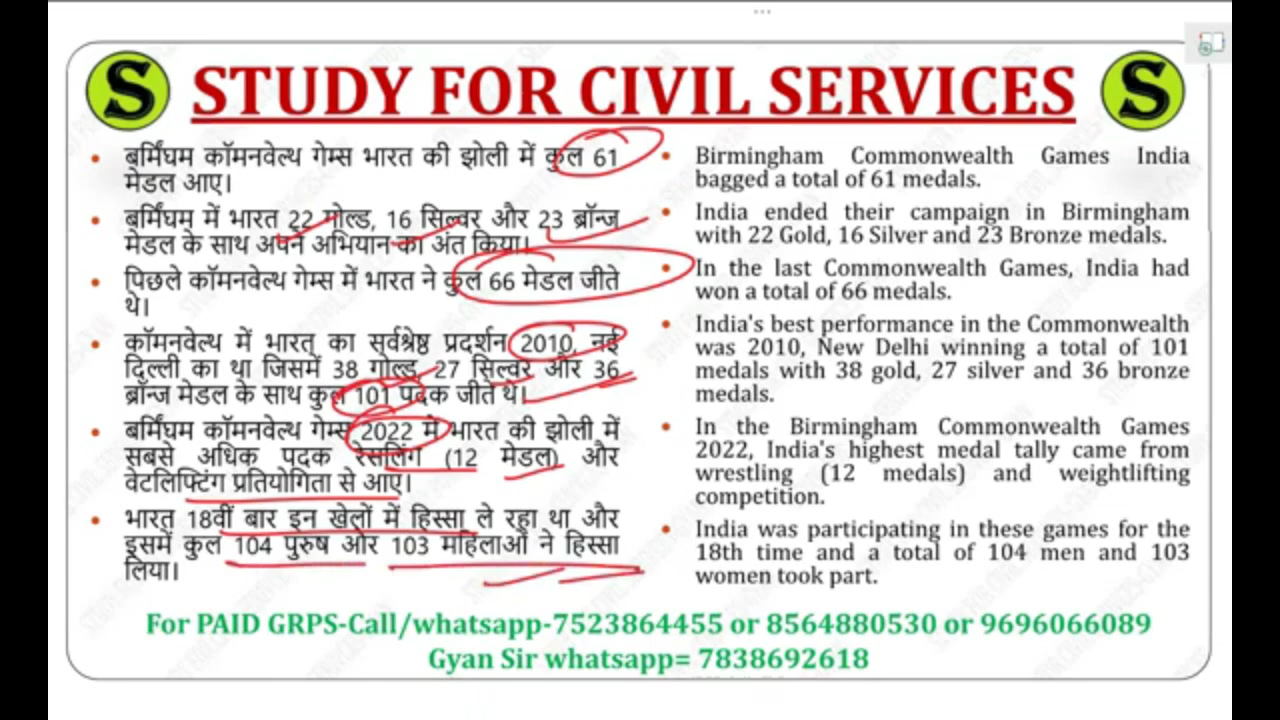 S STUDY FOR CIVIL SERVICES S
बर्मिंघम कॉमनवेल्थ गेम्स भारत की झोली में कुल 61
मेडल आए।
बर्मिंघम में भारत 22 गोल्ड, 16 सिल्वर और 23 ब्रॉन्ज
मेडल के साथ अपने अभियान का अंत किया।
पिछले कॉमनवेल्थ गेम्स में भारत ने कुल 66 मेडल जीते
थे।
कॉमनवेल्थ में भारत का सर्वश्रेष्ठ प्रदर्शन 2010, नई
दिल्ली का था जिसमें 38 गोल्ड, 27 सिल्वर और 36
ब्रॉन्ज मेडल के साथ कुल 101 पदक जीते थे।
बर्मिंघम कॉमनवेल्थ गेम्स 2022 में भारत की झोली में
सबसे अधिक पदक रेसलिंग (12 मेडल) और
वेटलिफ्टिंग प्रतियोगिता से आए।
भारत 18वीं बार इन खेलों में हिस्सा ले रहा था और
इसमें कुल 104 पुरुष और 103 महिलाओं ने हिस्सा
लिया।
Birmingham Commonwealth Games India
bagged a total of 61 medals.
India ended their campaign in Birmingham
with 22 Gold, 16 Silver and 23 Bronze medals.
In the last Commonwealth Games, India had
won a total of 66 medals.
India's best performance in the Commonwealth
was 2010, New Delhi winning a total of 101
medals with 38 gold, 27 silver and 36 bronze
medals.
In the Birmingham Commonwealth Games
2022, India's highest medal tally came from
wrestling (12 medals) and weightlifting
competition.
India was participating in these games for the
18th time and a total of 104 men and 103
women took part.
For PAID GRPS-Call/whatsapp-7523864455 or 8564880530 or 9696066089
Gyan Sir whatsapp= 7838692618